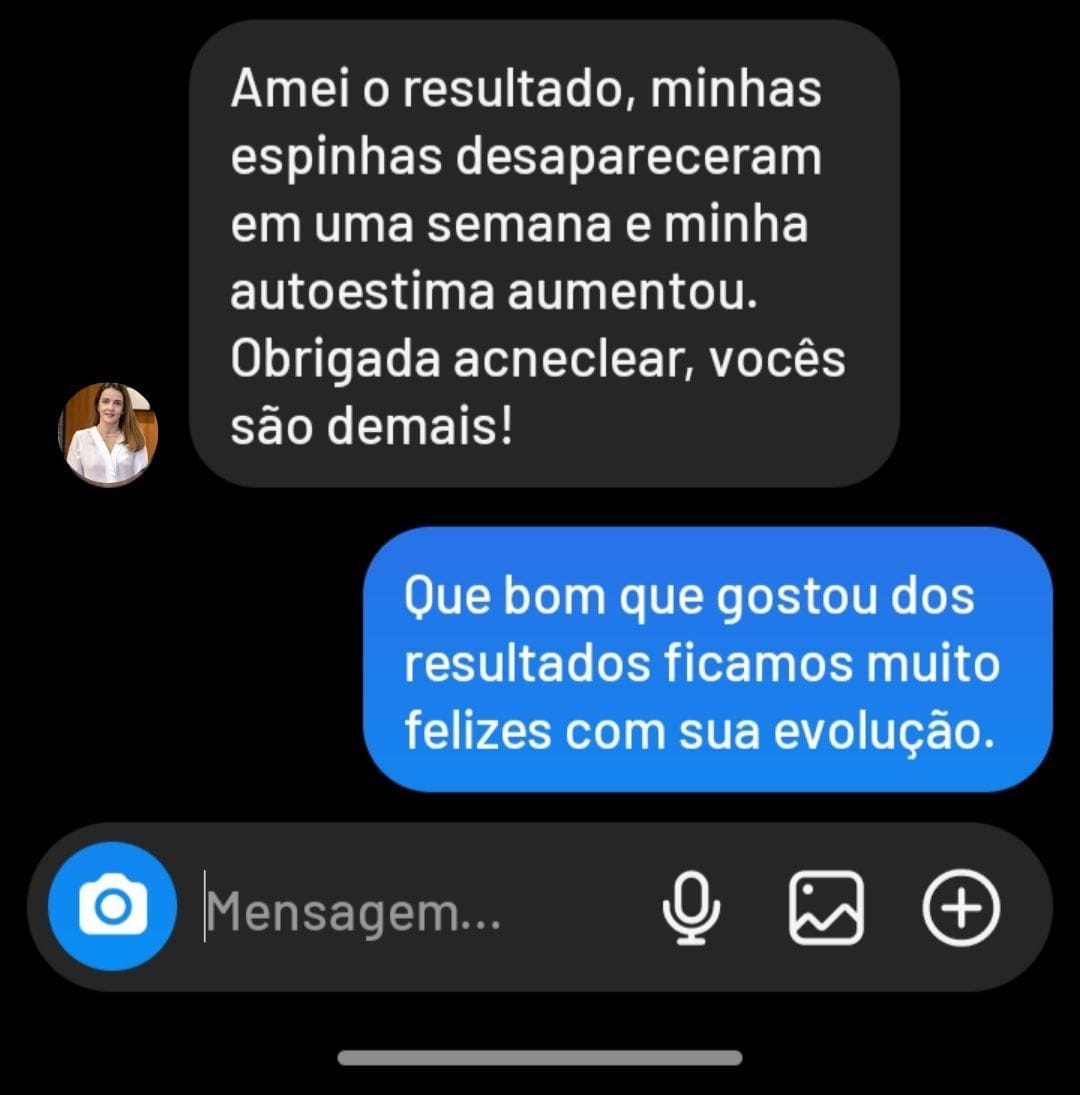 Amei o resultado, minhas
espinhas desapareceram
em uma semana e minha
autoestima aumentou.
Obrigada acneclear, vocês
são demais!
Que bom que gostou dos
resultados ficamos muito
felizes com sua evolução.
Mensagem...